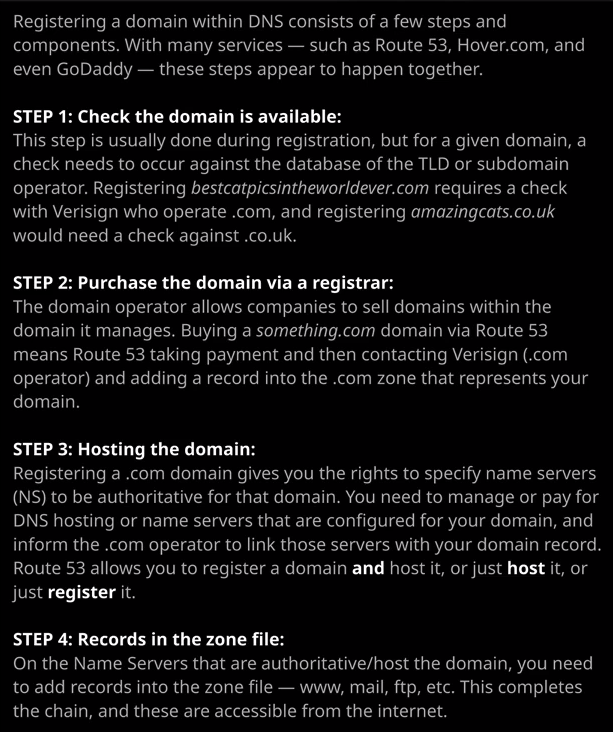 Registering a domain within DNS consists of a few steps and
components. With many services — such as Route 53, Hover.com, and
even GoDaddy — these steps appear to happen together.
STEP 1: Check the domain is available:
This step is usually done during registration, but for a given domain, a
check needs to occur against the database of the TLD or subdomain
operator. Registering bestcatpicsintheworldever.com requires a check
with Verisign who operate .com, and registering amazingcats.co.uk
would need a check against .co.uk.
STEP 2: Purchase the domain via a registrar:
The domain operator allows companies to sell domains within the
domain it manages. Buying a something.com domain via Route 53
means Route 53 taking payment and then contacting Verisign (.com
operator) and adding a record into the .com zone that represents your
domain.
STEP 3: Hosting the domain:
Registering a .com domain gives you the rights to specify name servers
(NS) to be authoritative for that domain. You need to manage or pay for
DNS hosting or name servers that are configured for your domain, and
inform the .com operator to link those servers with your domain record.
Route 53 allows you to register a domain and host it, or just host it, or
just register it.
STEP 4: Records in the zone file:
On the Name Servers that are authoritative/host the domain, you need
to add records into the zone file — www, mail, ftp, etc. This completes
the chain, and these are accessible from the internet.